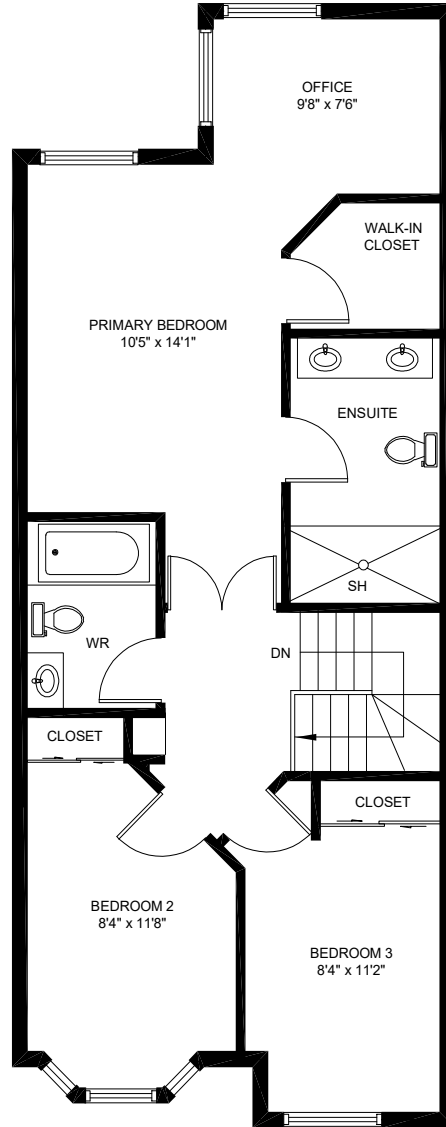 OFFICE
9'8" x 7'6"
WALK-IN
CLOSET
PRIMARY BEDROOM
10'5" x 14'1"
ENSUITE
SH
WR
DN
CLOSET
CLOSET
BEDROOM 2
8'4" x 11'8"
BEDROOM 3
8'4" x 11'2"